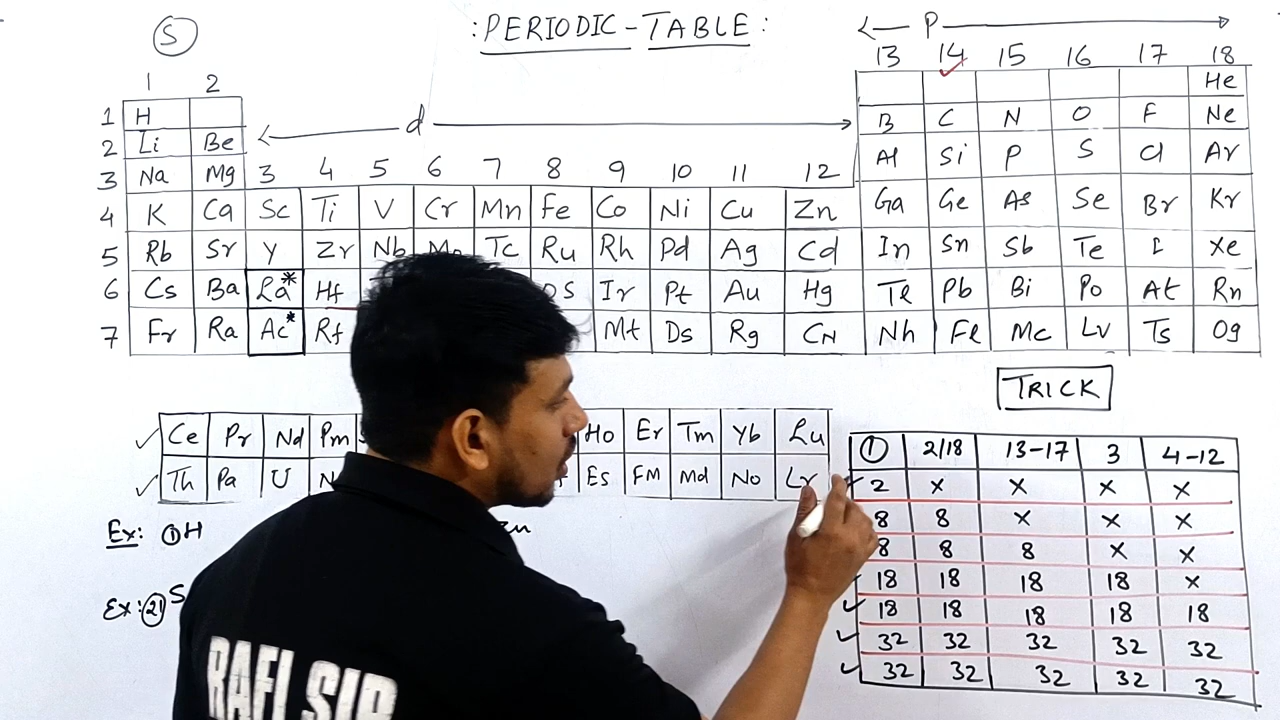 S
:PERIODIC-TABLE:
P
13 14 15 16 17 18
1 2
He
1 H
d
B C N O F Ne
2 Li Be
Al Si P S Cl Ar
3 Na Mg 3 4 5 6 7 8 9 10 11 12
4 K Ca Sc Ti V Cr Mn Fe Co Ni Cu Zn Ga Ge As Se Br Kr
5 Rb Sr Y Zr Nb Tc Ru Rh Pd Ag Cd In Sn Sb Te I Xe
6 Cs Ba La* Hf Ir Pt Au Hg Te Pb Bi Po At Rn
7 Fr Ra Ac* Rf Mt Ds Rg CN Nh Fl Mc Lv Ts Og
TRICK
✓ Ce Pr Nd Pm Ho Er Tm Yb Lu
✓ Th Pa U Es FM Md No Lr
① 2/18 13-17 3 4-12
2 × × × ×
8 8 × × ×
8 8 8 × ×
18 18 18 18 ×
18 18 18 18 18
32 32 32 32 32
32 32 32 32 32
Ex: ①H
Ex: ㉑S
RAFI SIR